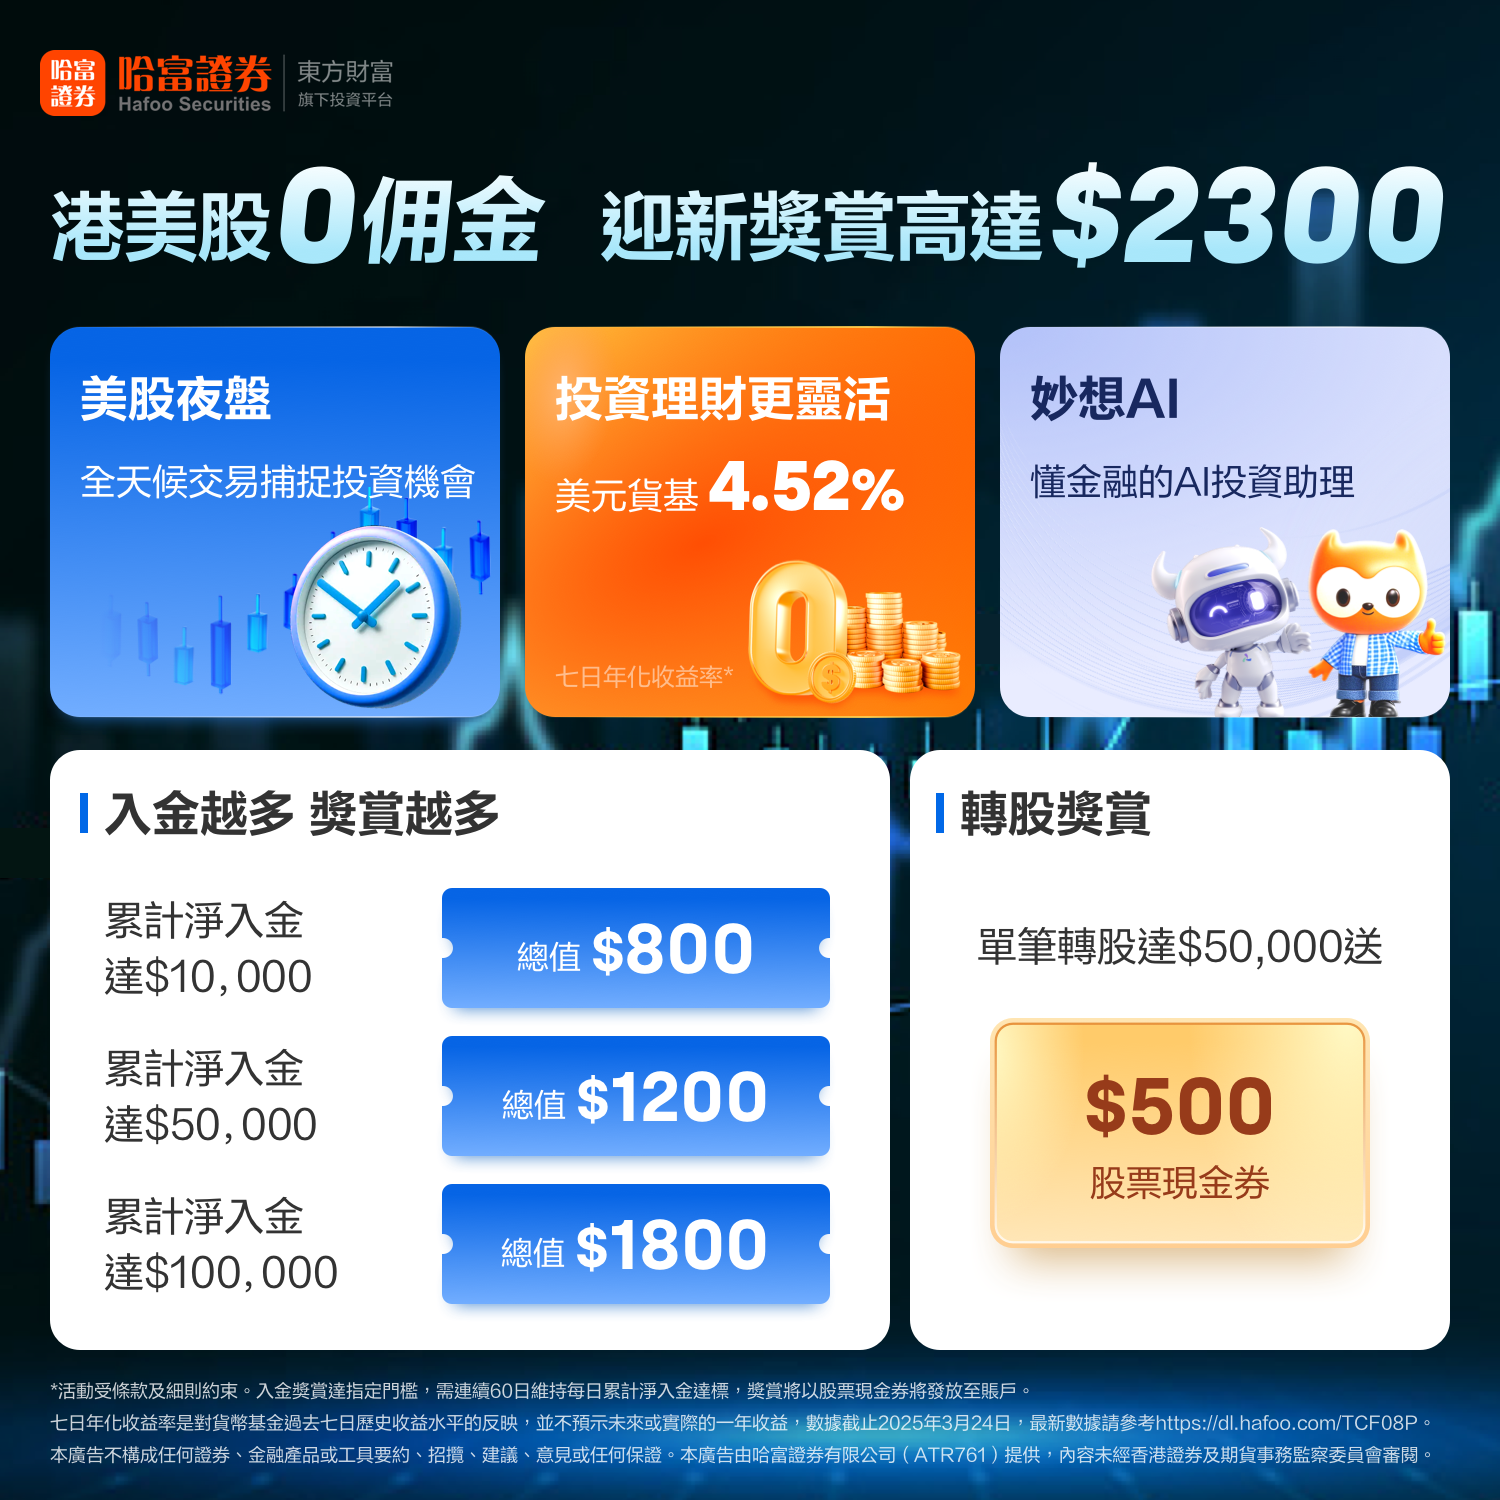 哈富
證券
哈富證券
Hafoo Securities
東方財富
旗下投資平台
港美股0佣金 迎新獎賞高達$2300
美股夜盤
全天候交易捕捉投資機會
投資理財更靈活
美元貨基 4.52%
七日年化收益率*
0
$
妙想AI
懂金融的AI投資助理
入金越多 獎賞越多
累計淨入金
達$10,000
總值 $800
累計淨入金
達$50,000
總值 $1200
累計淨入金
達$100,000
總值 $1800
轉股獎賞
單筆轉股達$50,000送
$500
股票現金券
*活動受條款及細則約束。入金獎賞達指定門檻，需連續60日維持每日累計淨入金達標，獎賞將以股票現金券將發放至賬戶。
七日年化收益率是對貨幣基金過去七日歷史收益水平的反映，並不預示未來或實際的一年收益，數據截止2025年3月24日，最新數據請參考https://dl.hafoo.com/TCF08P。
本廣告不構成任何證券、金融產品或工具要約、招攬、建議、意見或任何保證。本廣告由哈富證券有限公司（ATR761）提供，內容未經香港證券及期貨事務監察委員會審閱。